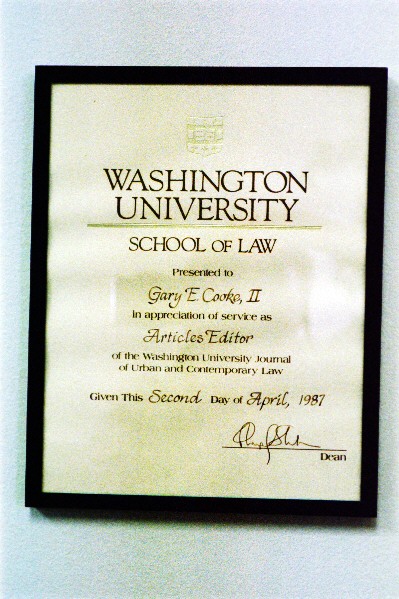 WASHINGTON
UNIVERSITY
SCHOOL OF LAW
Presented to
Gary E. Cooke, II
in appreciation of service as
Articles Editor
of the Washington University Journal
of Urban and Contemporary Law
Given This Second Day of April, 1987
Dean